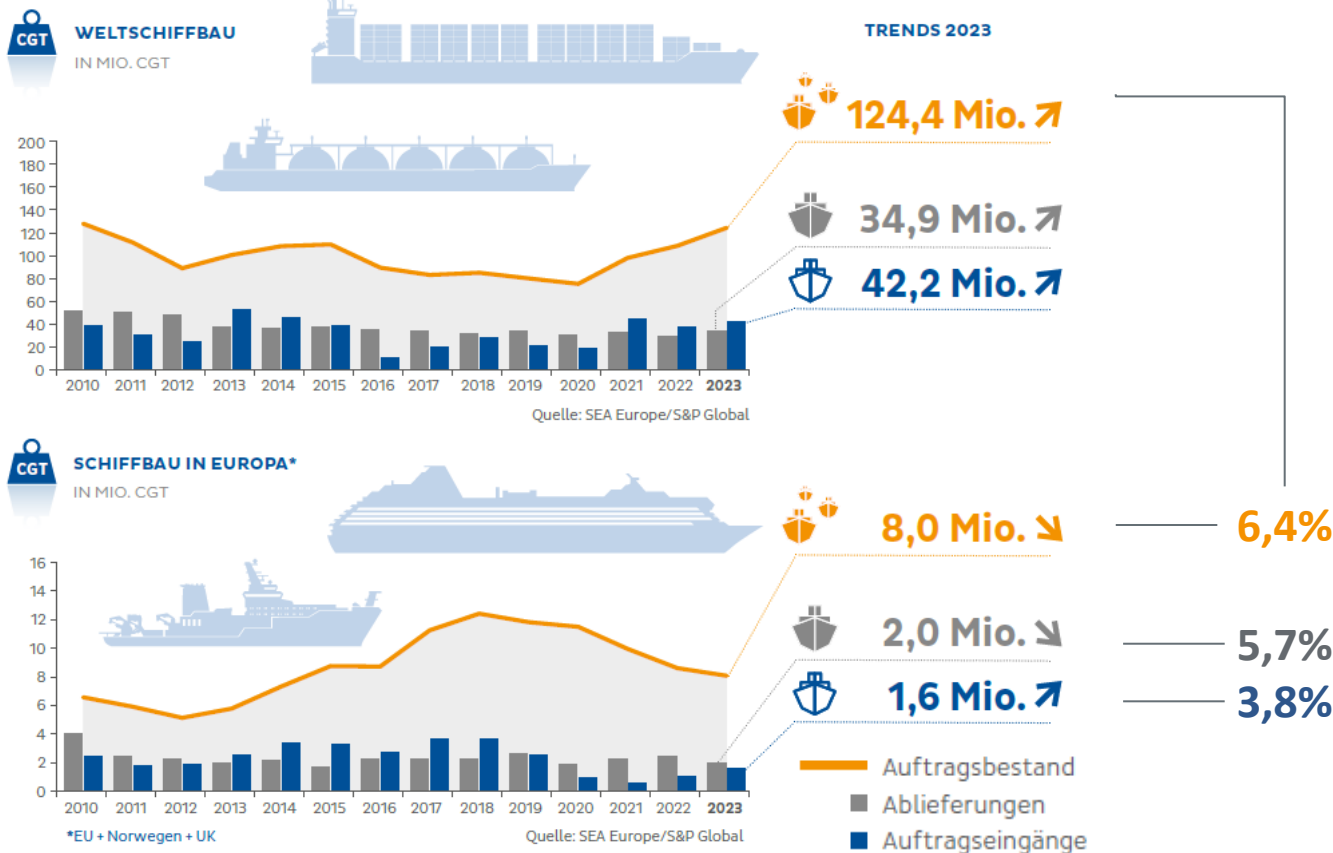 CGT
WELTSCHIFFBAU
IN MIO. CGT
TRENDS 2023
124,4 Mio.
34,9 Mio.
42,2 Mio.
200
180
160
140
120
100
80
60
40
20
0
2010 2011 2012 2013 2014 2015 2016 2017 2018 2019 2020 2021 2022 2023
Quelle: SEA Europe/S&P Global
CGT
SCHIFFBAU IN EUROPA*
IN MIO. CGT
8,0 Mio.
6,4%
2,0 Mio.
5,7%
1,6 Mio.
3,8%
16
14
12
10
8
6
4
2
0
2010 2011 2012 2013 2014 2015 2016 2017 2018 2019 2020 2021 2022 2023
*EU + Norwegen + UK
Quelle: SEA Europe/S&P Global
Auftragsbestand
Ablieferungen
Auftragseingänge